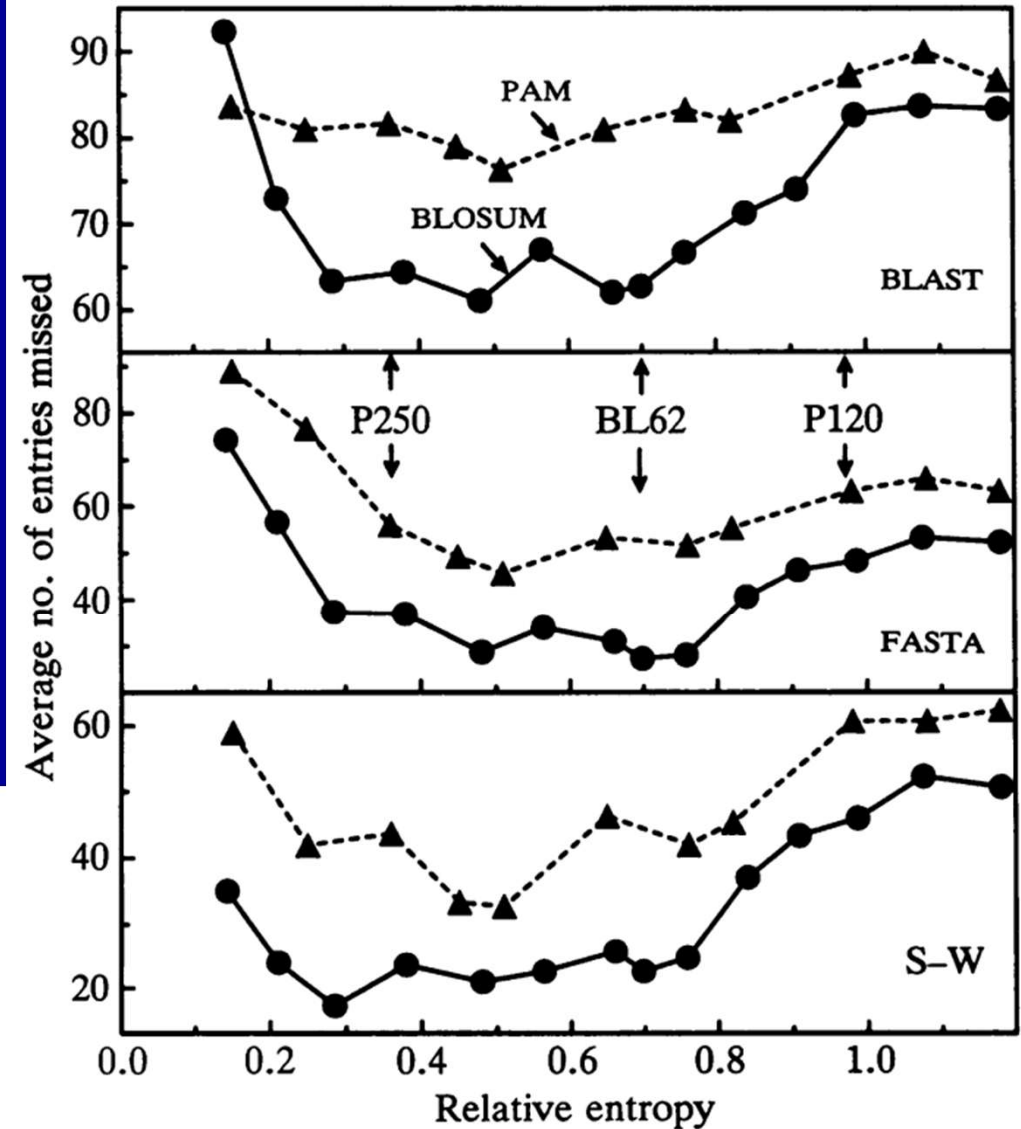 Average no. of entries missed
90
80
70
60
PAM
BLOSUM
BLAST
80
60
40
P250 BL62 P120
FASTA
60
40
20
S–W
0.0 0.2 0.4 0.6 0.8 1.0
Relative entropy